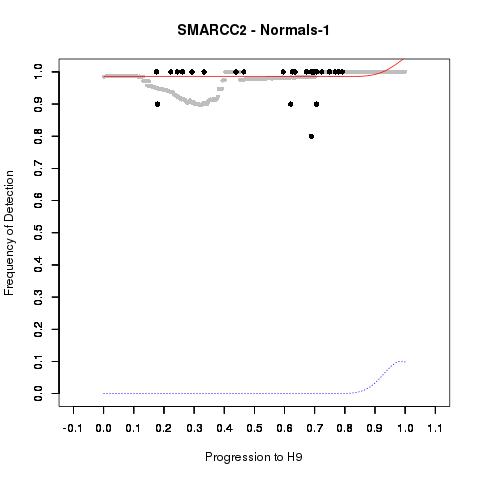 SMARCC2 - Normals-1
Frequency of Detection
1.0
0.9
0.8
0.7
0.6
0.5
0.4
0.3
0.2
0.1
0.0
-0.1 0.0 0.1 0.2 0.3 0.4 0.5 0.6 0.7 0.8 0.9 1.0 1.1
Progression to H9